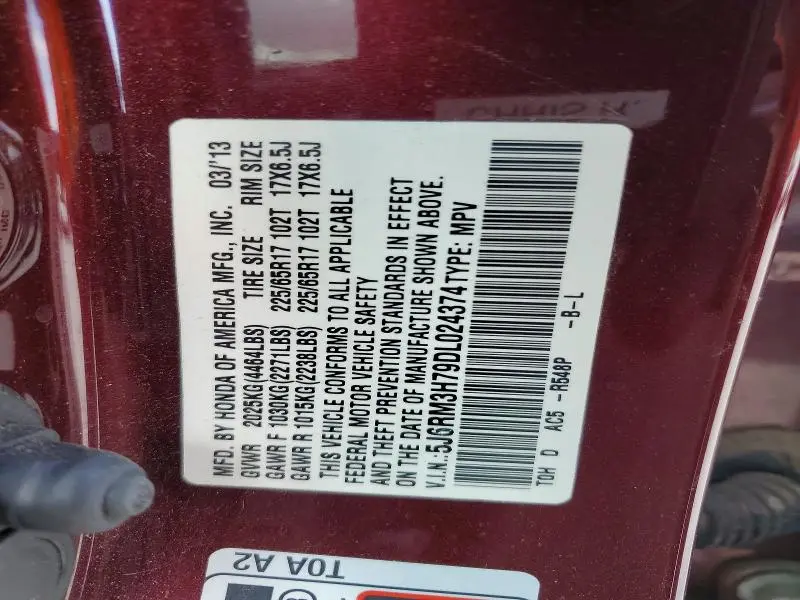 MFD. BY HONDA OF AMERICA MFG., INC. 03/'13
GVWR 2025KG(4464LBS) TIRE SIZE RIM SIZE
GAWR F 1030KG(2271LBS) 225/65R17 102T 17X6.5J
GAWR R 1015KG(2238LBS) 225/65R17 102T 17X6.5J
THIS VEHICLE CONFORMS TO ALL APPLICABLE
FEDERAL MOTOR VEHICLE SAFETY
AND THEFT PREVENTION STANDARDS IN EFFECT
ON THE DATE OF MANUFACTURE SHOWN ABOVE.
V.I.N.:5J6RM3H79DL024374 TYPE: MPV
T0H D AC5 -R548P -B-L
T0A A2